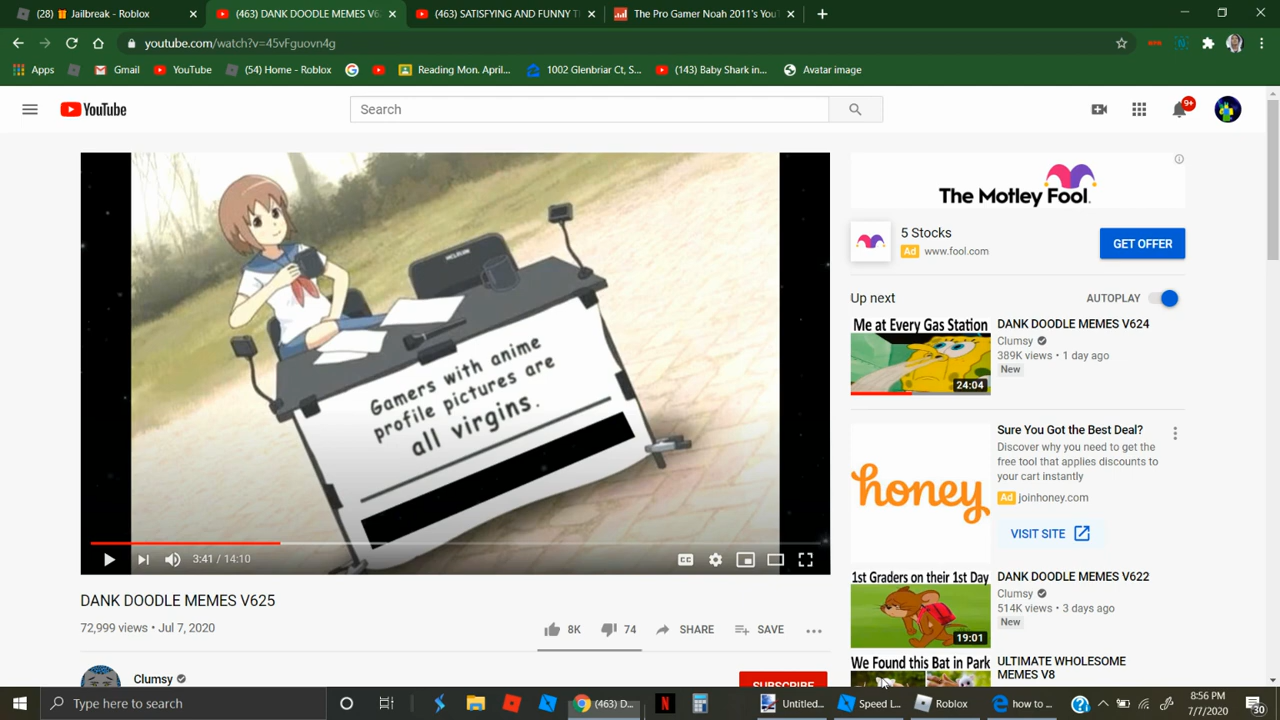 (28) Jailbreak - Roblox
(463) DANK DOODLE MEMES V6
(463) SATISFYING AND FUNNY T
The Pro Gamer Noah 2011's You
youtube.com/watch?v=45vFguovn4g
Apps
Gmail
YouTube
(54) Home - Roblox
Reading Mon. April...
1002 Glenbriar Ct, S...
(143) Baby Shark in...
Avatar image
YouTube
Search
9+
Gamers with anime
profile pictures are
all virgins.
3:41 / 14:10
CC
DANK DOODLE MEMES V625
72,999 views • Jul 7, 2020
8K
74
SHARE
SAVE
Clumsy
SUBSCRIBE
The Motley Fool.
5 Stocks
Ad www.fool.com
GET OFFER
Up next
AUTOPLAY
Me at Every Gas Station
24:04
DANK DOODLE MEMES V624
Clumsy
389K views • 1 day ago
New
honey
Sure You Got the Best Deal?
Discover why you need to get the
free tool that applies discounts to
your cart instantly
Ad joinhoney.com
VISIT SITE
1st Graders on their 1st Day
19:01
DANK DOODLE MEMES V622
Clumsy
514K views • 3 days ago
New
We Found this Bat in Park
ULTIMATE WHOLESOME
MEMES V8
Type here to search
(463) D...
Untitled...
Speed L...
Roblox
how to ...
8:56 PM
7/7/2020
30